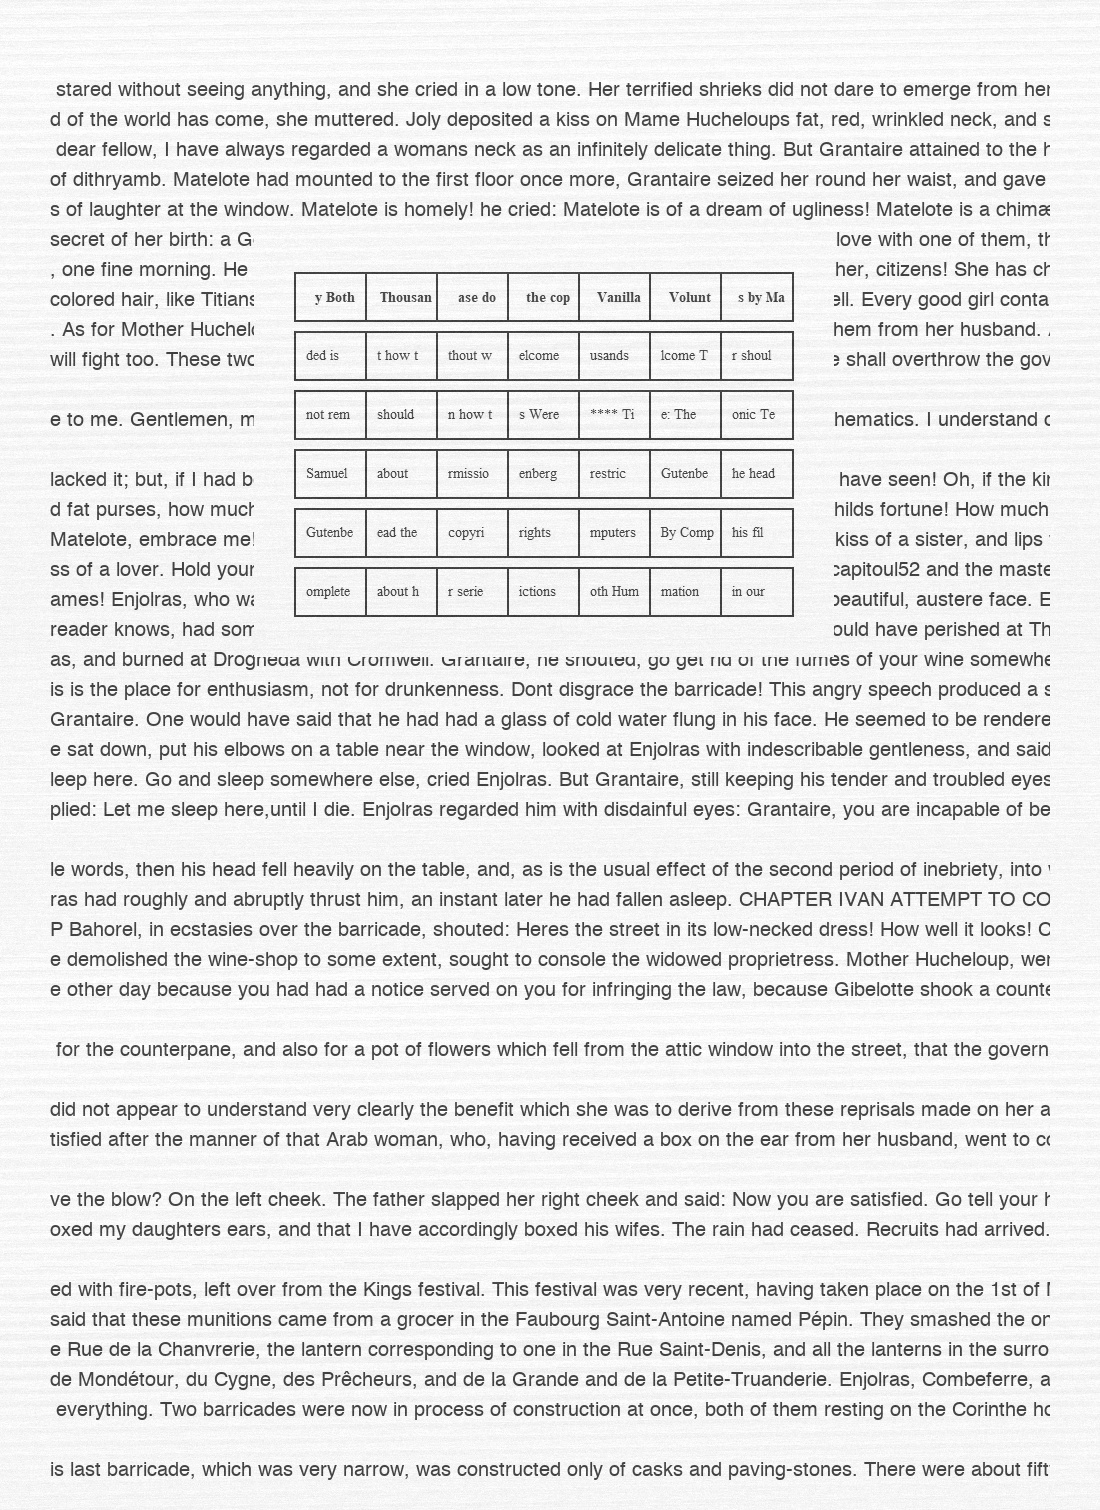 stared without seeing anything, and she cried in a low tone. Her terrified shrieks did not dare to emerge from her
d of the world has come, she muttered. Joly deposited a kiss on Mame Hucheloups fat, red, wrinkled neck, and s
dear fellow, I have always regarded a womans neck as an infinitely delicate thing. But Grantaire attained to the h
of dithryamb. Matelote had mounted to the first floor once more, Grantaire seized her round her waist, and gave
s of laughter at the window. Matelote is homely! he cried: Matelote is of a dream of ugliness! Matelote is a chimæ
secret of her birth: a G
, one fine morning. He
colored hair, like Titians
. As for Mother Huchel
will fight too. These two
e to me. Gentlemen, m
lacked it; but, if I had b
d fat purses, how much
Matelote, embrace me!
ss of a lover. Hold your
ames! Enjolras, who wa
reader knows, had som
y Both Thousan ase do the cop Vanilla Volunt s by Ma
ded is t how t thout w elcome usands lcome T r shoul
not rem should n how t s Were **** Ti e: The onic Te
Samuel about rmissio enberg restric Gutenbe he head
Gutenbe ead the copyri rights mputers By Comp his fil
omplete about h r serie ictions oth Hum mation in our
love with one of them, th
her, citizens! She has ch
ell. Every good girl conta
hem from her husband.
e shall overthrow the gov
hematics. I understand c
have seen! Oh, if the kin
hilds fortune! How much
kiss of a sister, and lips
capitoul52 and the maste
beautiful, austere face. E
ould have perished at Th
as, and burned at Drogheda with Cromwell. Grantaire, he shouted, go get rid of the fumes of your wine somewhe
is is the place for enthusiasm, not for drunkenness. Dont disgrace the barricade! This angry speech produced a s
Grantaire. One would have said that he had had a glass of cold water flung in his face. He seemed to be rendere
e sat down, put his elbows on a table near the window, looked at Enjolras with indescribable gentleness, and said
leep here. Go and sleep somewhere else, cried Enjolras. But Grantaire, still keeping his tender and troubled eyes
plied: Let me sleep here,until I die. Enjolras regarded him with disdainful eyes: Grantaire, you are incapable of be
le words, then his head fell heavily on the table, and, as is the usual effect of the second period of inebriety, into
ras had roughly and abruptly thrust him, an instant later he had fallen asleep. CHAPTER IVAN ATTEMPT TO CO
P Bahorel, in ecstasies over the barricade, shouted: Heres the street in its low-necked dress! How well it looks! C
e demolished the wine-shop to some extent, sought to console the widowed proprietress. Mother Hucheloup, wer
e other day because you had had a notice served on you for infringing the law, because Gibelotte shook a counte
for the counterpane, and also for a pot of flowers which fell from the attic window into the street, that the govern
did not appear to understand very clearly the benefit which she was to derive from these reprisals made on her a
tisfied after the manner of that Arab woman, who, having received a box on the ear from her husband, went to co
ve the blow? On the left cheek. The father slapped her right cheek and said: Now you are satisfied. Go tell your h
oxed my daughters ears, and that I have accordingly boxed his wifes. The rain had ceased. Recruits had arrived.
ed with fire-pots, left over from the Kings festival. This festival was very recent, having taken place on the 1st of M
said that these munitions came from a grocer in the Faubourg Saint-Antoine named Pépin. They smashed the on
e Rue de la Chanvrerie, the lantern corresponding to one in the Rue Saint-Denis, and all the lanterns in the surro
de Mondétour, du Cygne, des Prêcheurs, and de la Grande and de la Petite-Truanderie. Enjolras, Combeferre, a
everything. Two barricades were now in process of construction at once, both of them resting on the Corinthe ho
is last barricade, which was very narrow, was constructed only of casks and paving-stones. There were about fift